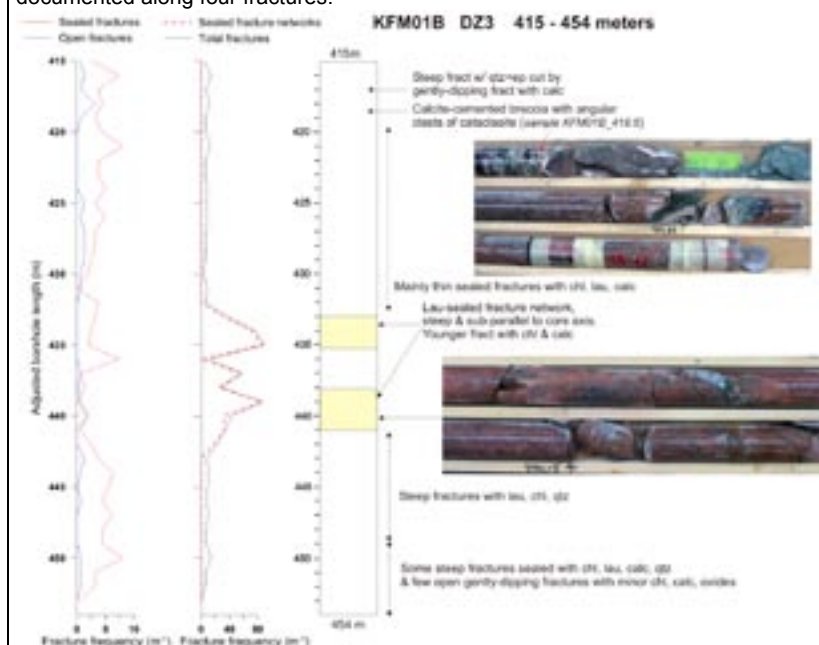 documented along four fractures.
KFM01B DZ3 415 - 454 meters
Sealed fractures
Sealed fracture networks
Open fractures
Total fractures
415m
Steep fract w/ qtz+ep cut by
gently-dipping fract with calc
Calcite-cemented breccia with angular
clasts of cataclasite (sample KFM01B_418.5)
Mainly thin sealed fractures with chl, lau, calc
Lau-sealed fracture network,
steep & sub parallel to core axis
Younger fract with chl & calc
Steep fractures with lau, chl, qtz
Some steep fractures sealed with chl, lau, calc, qtz
& few open gently-dipping fractures with minor chl, calc, oxides
454 m
Adjusted borehole length (m)
415
420
425
430
435
440
445
450
0 5 10
Fracture frequency (m⁻¹)
0 40 80
Fracture frequency (m⁻¹)
420
425
430
435
440
445
450